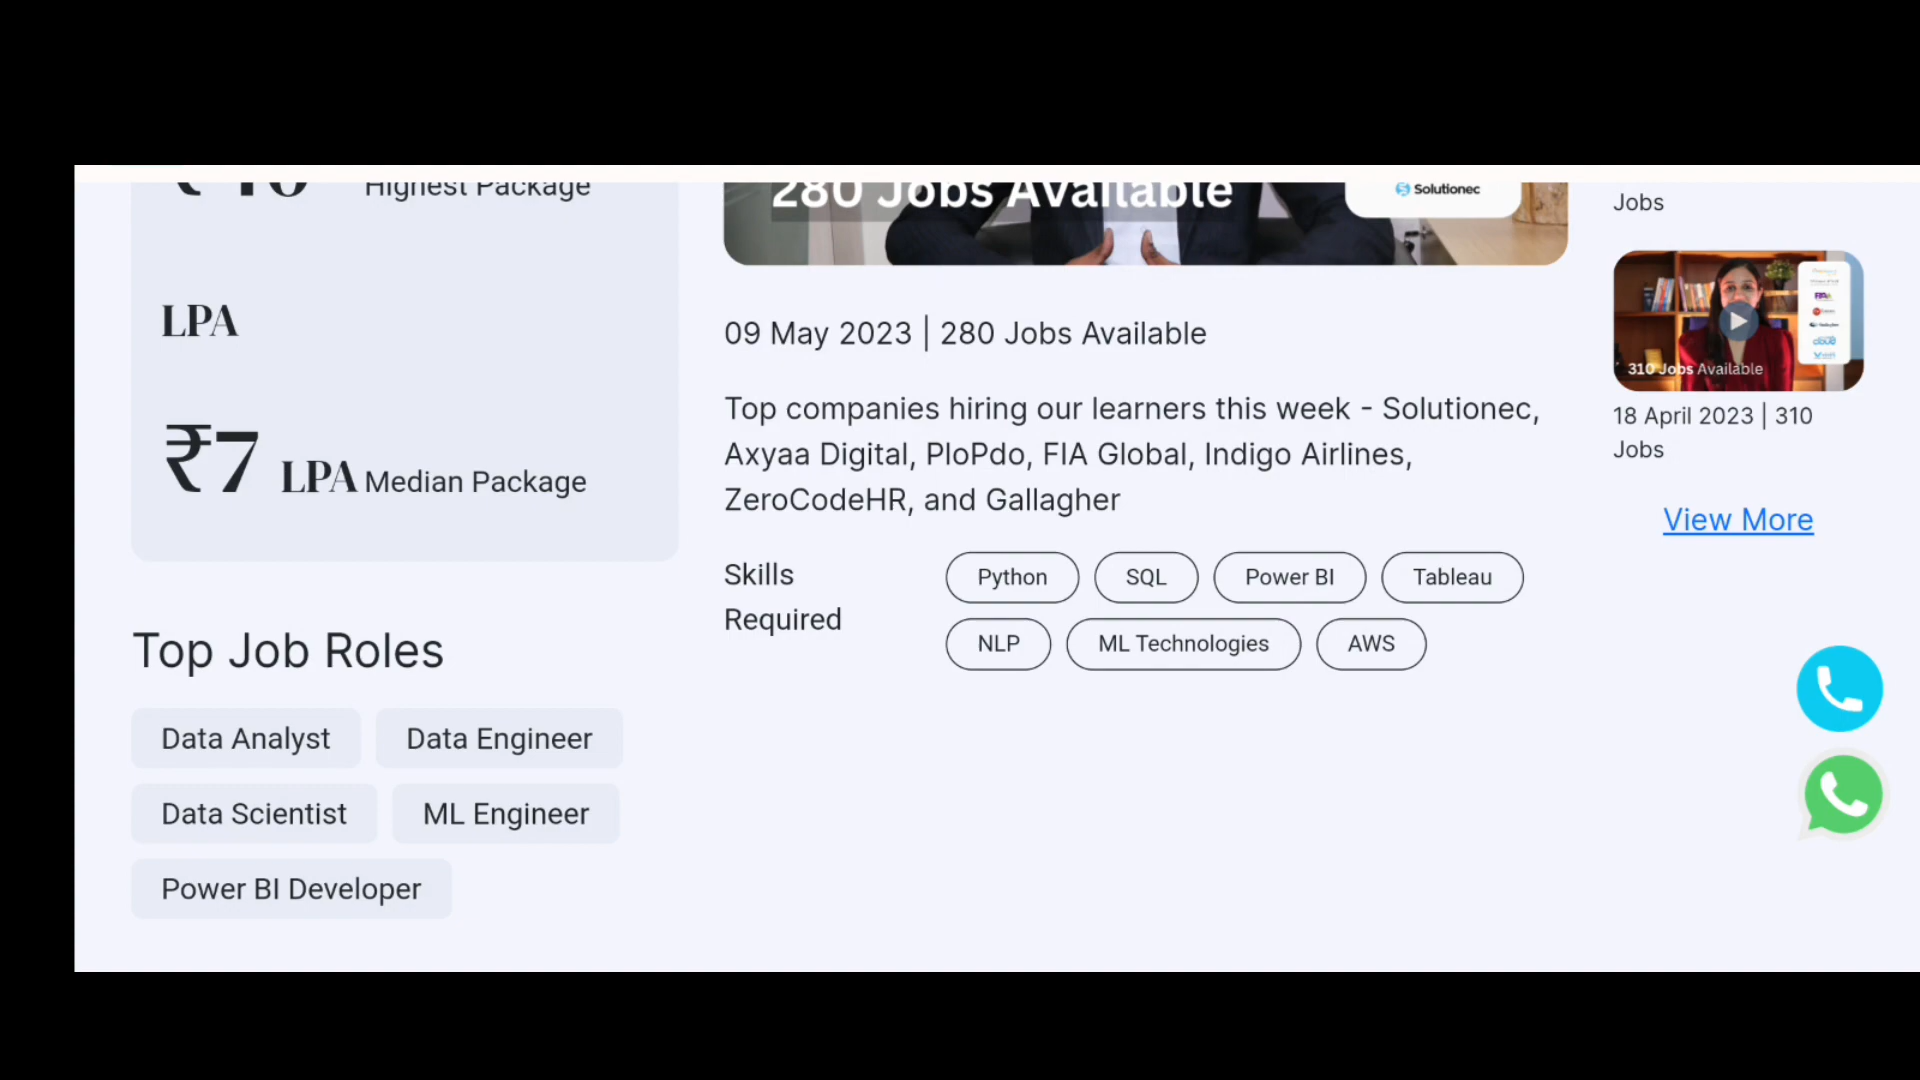 Highest Package
LPA
₹7 LPA Median Package
Top Job Roles
Data Analyst
Data Engineer
Data Scientist
ML Engineer
Power BI Developer
280 Jobs Available
Solutionec
09 May 2023 | 280 Jobs Available
Top companies hiring our learners this week - Solutionec,
Axyaa Digital, PloPdo, FIA Global, Indigo Airlines,
ZeroCodeHR, and Gallagher
Skills
Required
Python
SQL
Power BI
Tableau
NLP
ML Technologies
AWS
Jobs
310 Jobs Available
18 April 2023 | 310
Jobs
View More